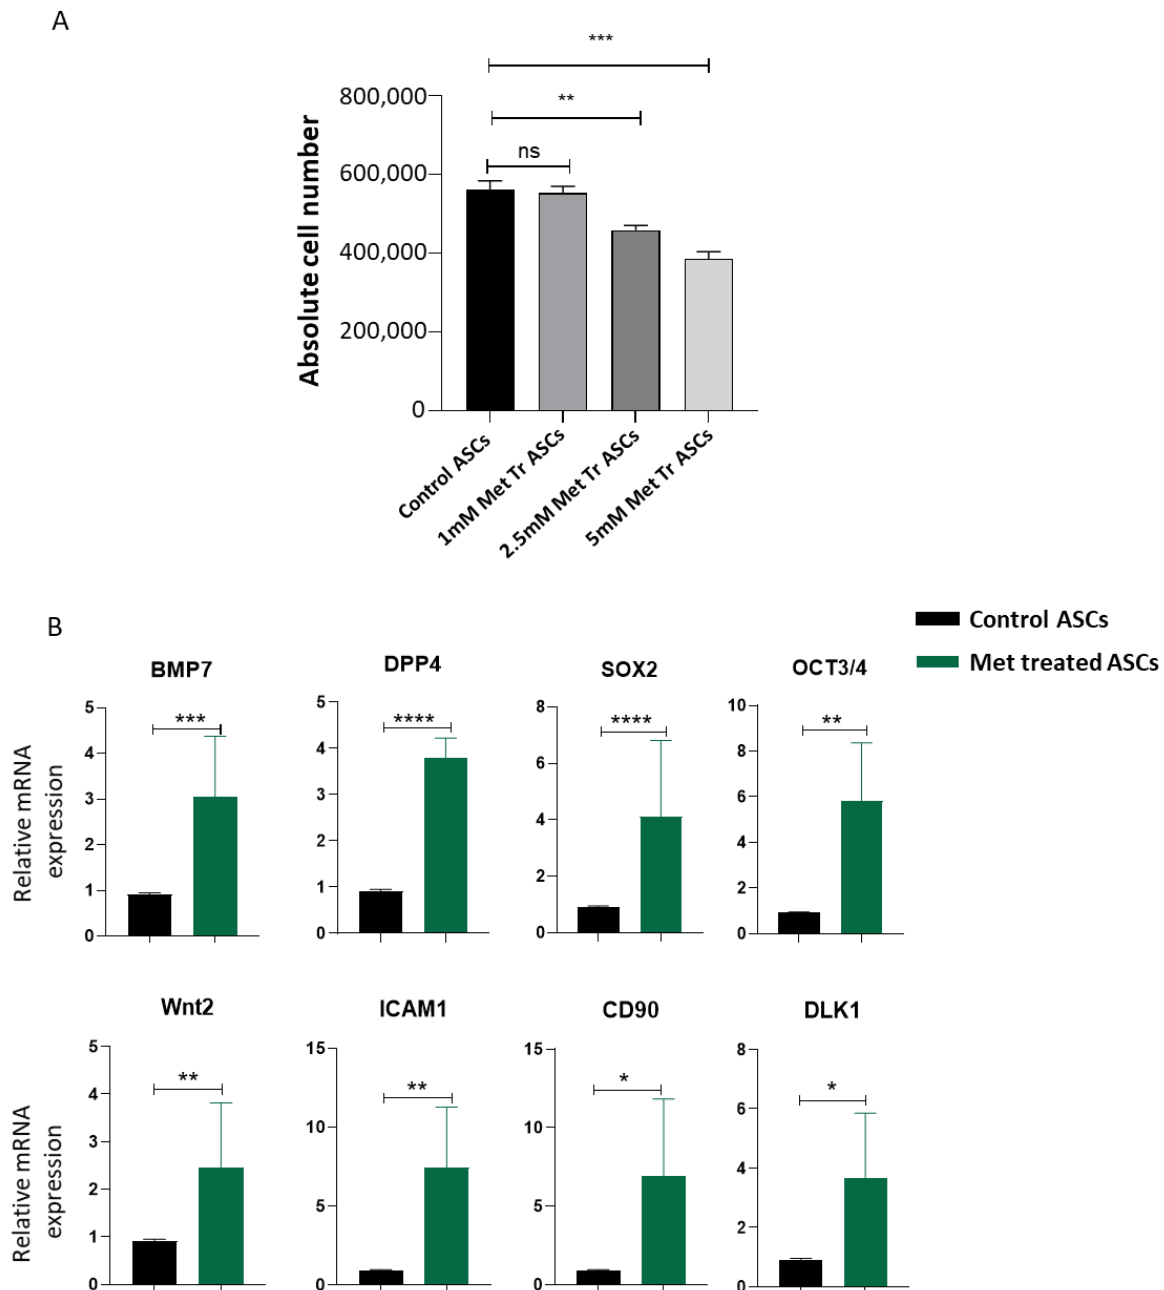 A
***
800,000
**
600,000
ns
400,000
200,000
0
Absolute cell number
Control ASCs
1mM Met Tr ASCs
2.5mM Met Tr ASCs
5mM Met Tr ASCs
B
Control ASCs
Met treated ASCs
BMP7
DPP4
SOX2
OCT3/4
Relative mRNA
expression
5
4
3
2
1
0
***
5
4
3
2
1
0
****
8
6
4
2
0
****
10
8
6
4
2
0
**
Wnt2
ICAM1
CD90
DLK1
Relative mRNA
expression
5
4
3
2
1
0
**
15
10
5
0
**
15
10
5
0
*
8
6
4
2
0
*